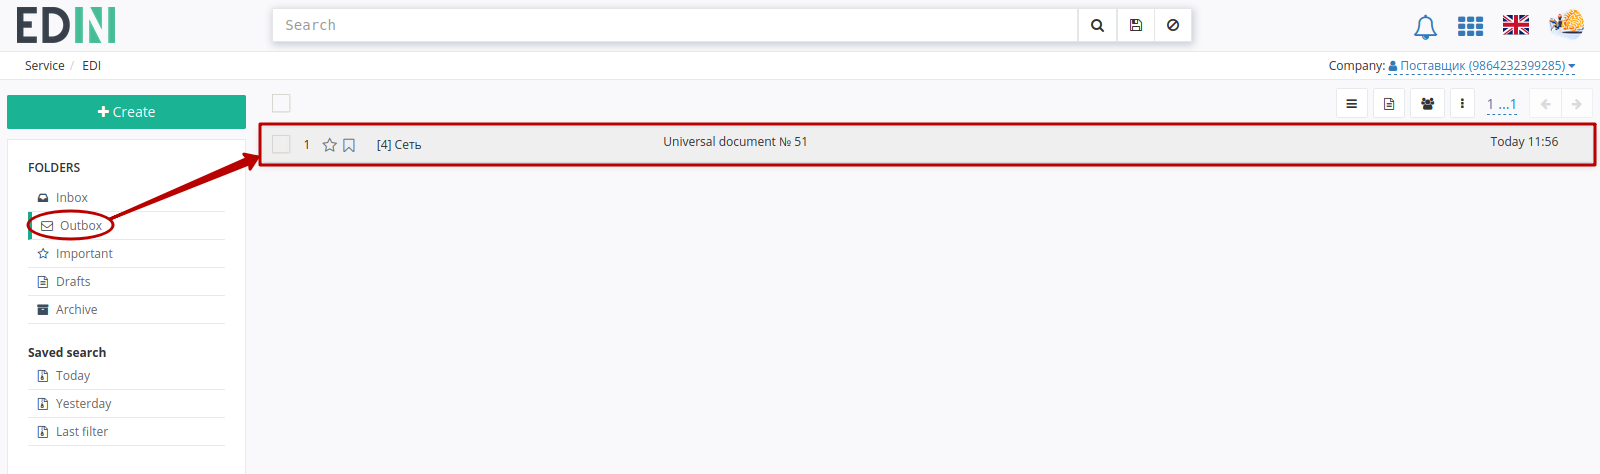 EDIN
Search
Service / EDI
Company: Поставщик (9864232399285)
Create
1 ...1
1 [4] Сеть Universal document № 51 Today 11:56
FOLDERS
Inbox
Outbox
Important
Drafts
Archive
Saved search
Today
Yesterday
Last filter